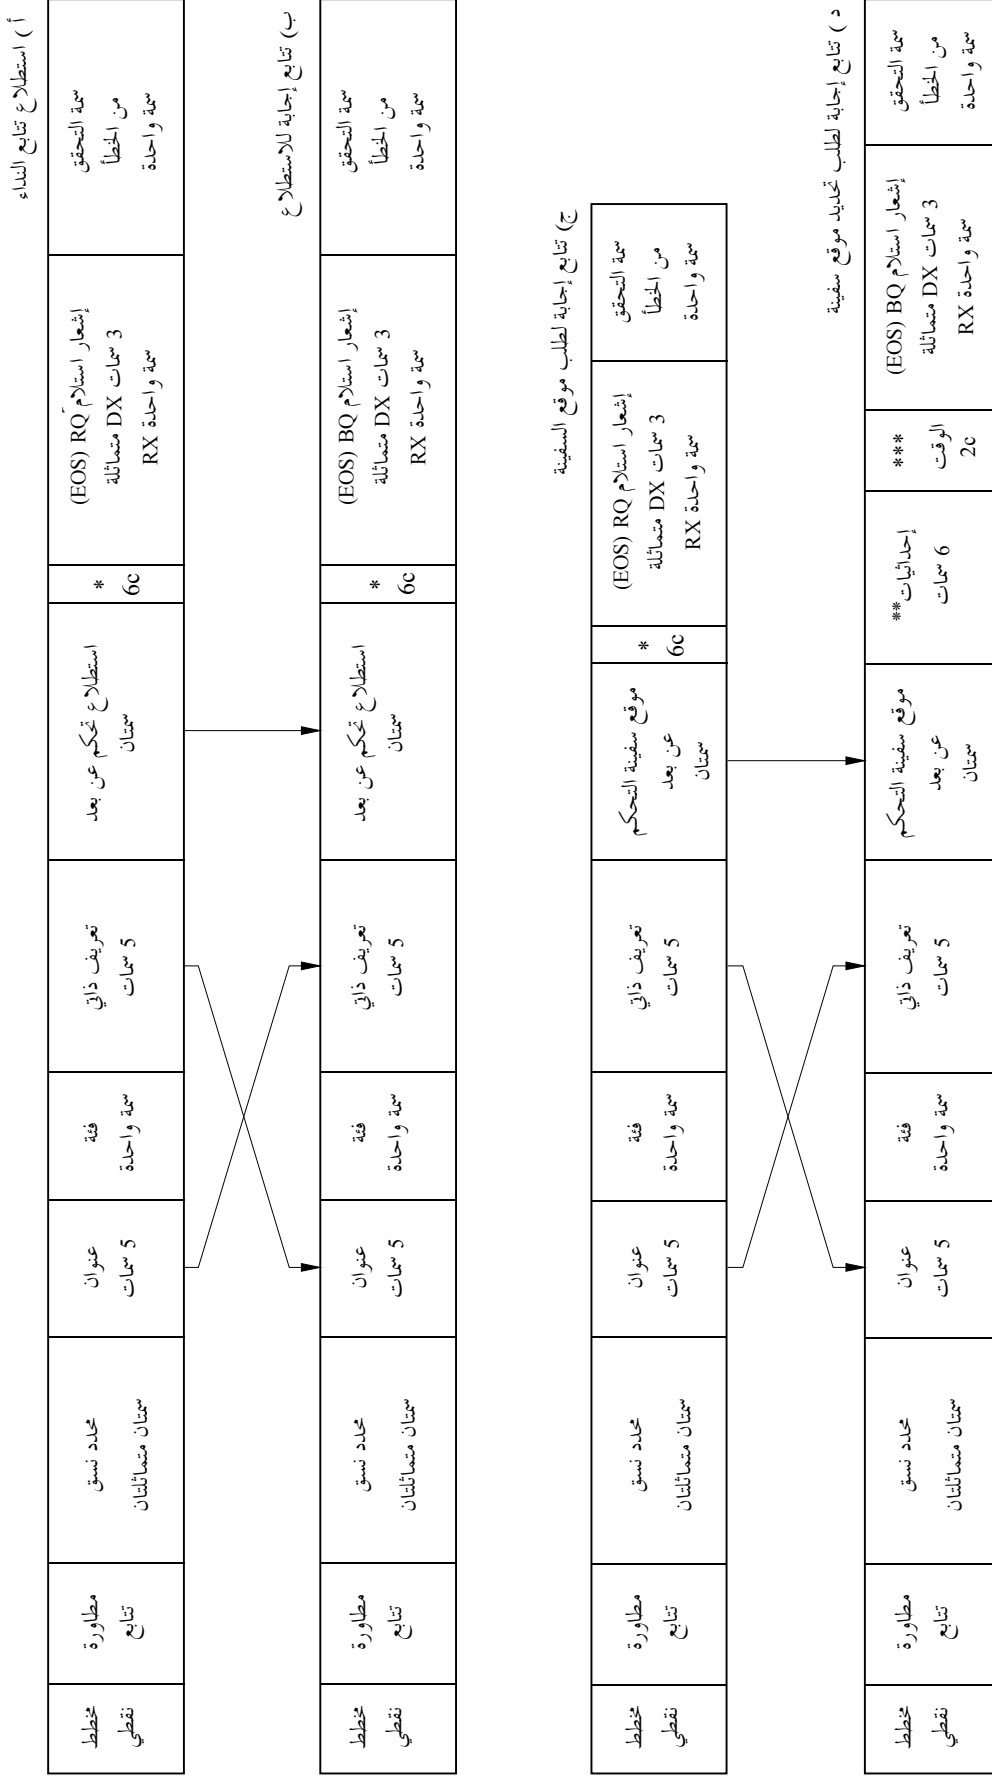 أ ) استطلاع تتابع النداء
مخطط
نقطي
مطاورة
تتابع
محدد نسق
سمتان متماثلتان
عنوان
5 سمات
فئة
سمة واحدة
تعريف ذاتي
5 سمات
استطلاع تحكم عن بعد
سمتان
*
6c
إشعار استلام RQ (EOS)
3 سمات DX متماثلة
سمة واحدة RX
سمة التحقق
من الخطأ
سمة واحدة
ب) تتابع إجابة للاستطلاع
مخطط
نقطي
مطاورة
تتابع
محدد نسق
سمتان متماثلتان
عنوان
5 سمات
فئة
سمة واحدة
تعريف ذاتي
5 سمات
استطلاع تحكم عن بعد
سمتان
*
6c
إشعار استلام BQ (EOS)
3 سمات DX متماثلة
سمة واحدة RX
سمة التحقق
من الخطأ
سمة واحدة
ج) تتابع إجابة لطلب موقع السفينة
مخطط
نقطي
مطاورة
تتابع
محدد نسق
سمتان متماثلتان
عنوان
5 سمات
فئة
سمة واحدة
تعريف ذاتي
5 سمات
موقع سفينة التحكم
عن بعد
سمتان
*
6c
إشعار استلام RQ (EOS)
3 سمات DX متماثلة
سمة واحدة RX
سمة التحقق
من الخطأ
سمة واحدة
د ) تتابع إجابة لطلب تحديد موقع سفينة
مخطط
نقطي
مطاورة
تتابع
محدد نسق
سمتان متماثلتان
عنوان
5 سمات
فئة
سمة واحدة
تعريف ذاتي
5 سمات
موقع سفينة التحكم
عن بعد
سمتان
إحداثيات**
6 سمات
***
الوقت
2c
إشعار استلام BQ (EOS)
3 سمات DX متماثلة
سمة واحدة RX
سمة التحقق
من الخطأ
سمة واحدة